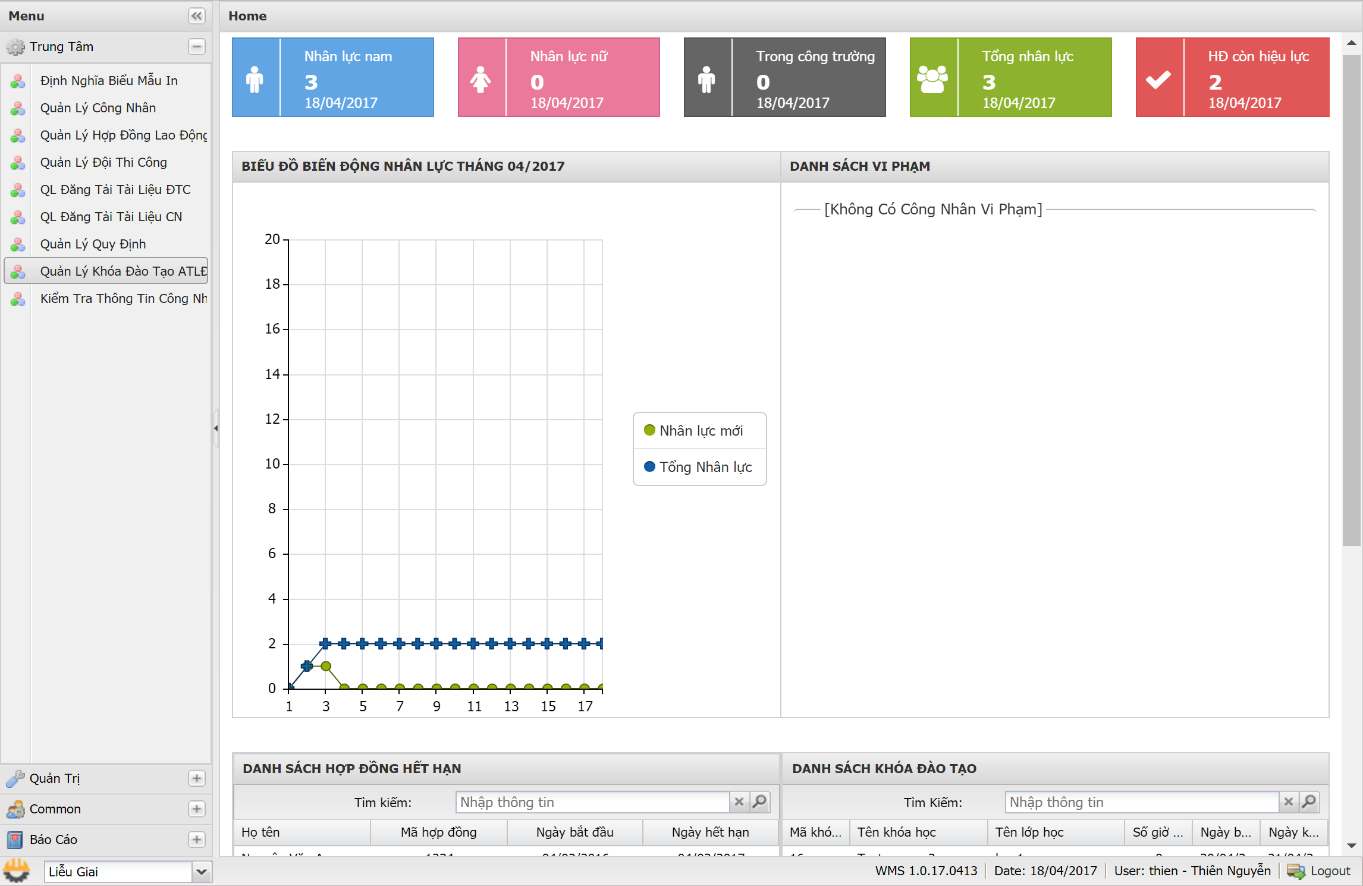 Menu
Trung Tâm
Định Nghĩa Biểu Mẫu In
Quản Lý Công Nhân
Quản Lý Hợp Đồng Lao Động
Quản Lý Đội Thi Công
QL Đăng Tải Tài Liệu ĐTC
QL Đăng Tải Tài Liệu CN
Quản Lý Quy Định
Quản Lý Khóa Đào Tạo ATLĐ
Kiểm Tra Thông Tin Công Nh
Quản Trị
Common
Báo Cáo
Liễu Giai
Home
Nhân lực nam
3
18/04/2017
Nhân lực nữ
0
18/04/2017
Trong công trường
0
18/04/2017
Tổng nhân lực
3
18/04/2017
HĐ còn hiệu lực
2
18/04/2017
BIỂU ĐỒ BIẾN ĐỘNG NHÂN LỰC THÁNG 04/2017
20
18
16
14
12
10
8
6
4
2
0
1 3 5 7 9 11 13 15 17
Nhân lực mới
Tổng Nhân lực
DANH SÁCH VI PHẠM
[Không Có Công Nhân Vi Phạm]
DANH SÁCH HỢP ĐỒNG HẾT HẠN
Tìm kiếm: Nhập thông tin
Họ tên Mã hợp đồng Ngày bắt đầu Ngày hết hạn
DANH SÁCH KHÓA ĐÀO TẠO
Tìm Kiếm: Nhập thông tin
Mã khó... Tên khóa học Tên lớp học Số giờ ... Ngày b... Ngày k...
WMS 1.0.17.0413 Date: 18/04/2017 User: thien - Thiên Nguyễn Logout